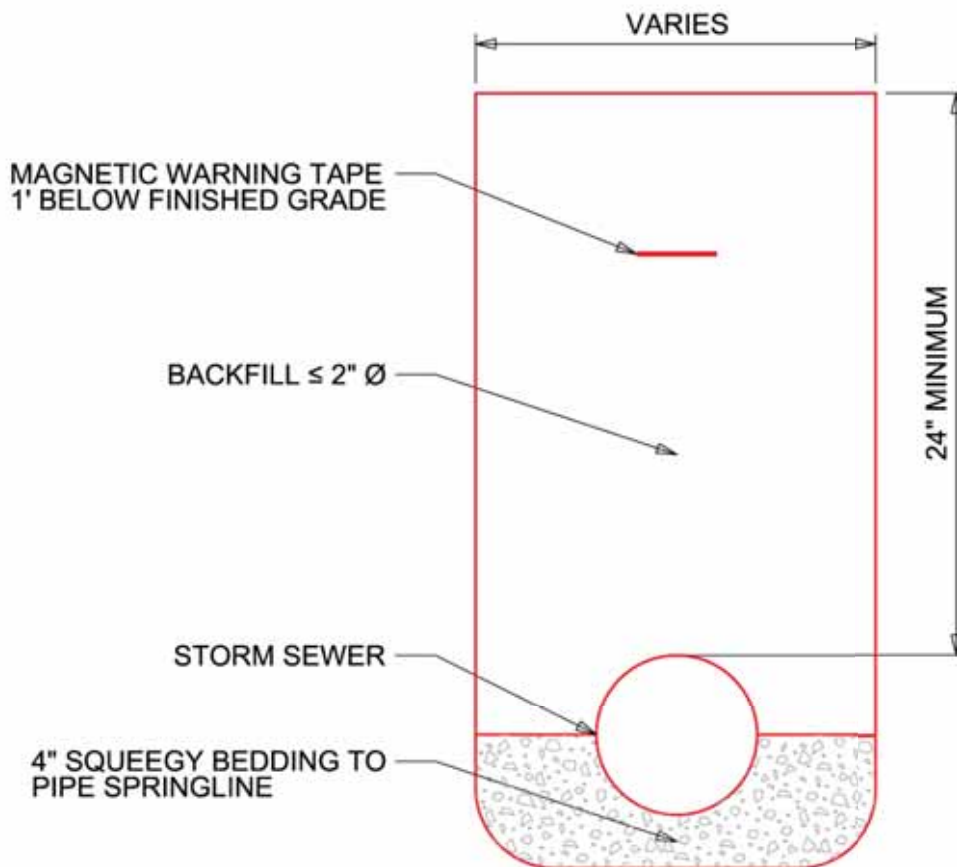 VARIES
MAGNETIC WARNING TAPE
1' BELOW FINISHED GRADE
24" MINIMUM
BACKFILL ≤ 2" Ø
STORM SEWER
4" SQUEEGY BEDDING TO
PIPE SPRINGLINE